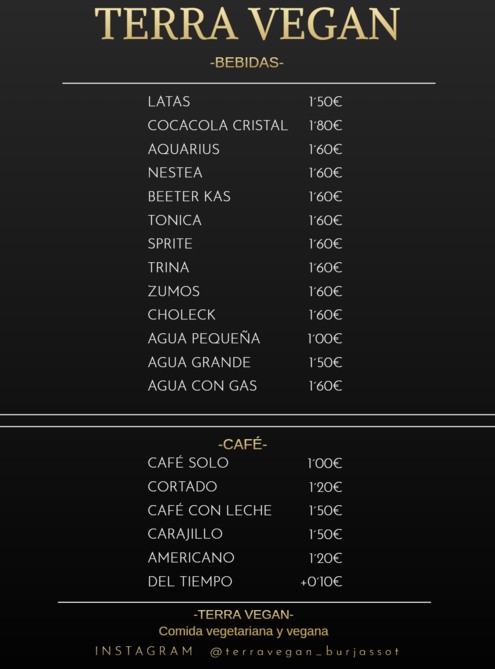 TERRA VEGAN
-BEBIDAS-
LATAS 1'50€
COCACOLA CRISTAL 1'80€
AQUARIUS 1'60€
NESTEA 1'60€
BEETER KAS 1'60€
TONICA 1'60€
SPRITE 1'60€
TRINA 1'60€
ZUMOS 1'60€
CHOLECK 1'60€
AGUA PEQUEÑA 1'00€
AGUA GRANDE 1'50€
AGUA CON GAS 1'60€
-CAFÉ-
CAFÉ SOLO 1'00€
CORTADO 1'20€
CAFÉ CON LECHE 1'50€
CARAJILLO 1'50€
AMERICANO 1'20€
DEL TIEMPO +0'10€
-TERRA VEGAN-
Comida vegetariana y vegana
INSTAGRAM @terravegan_burjassot